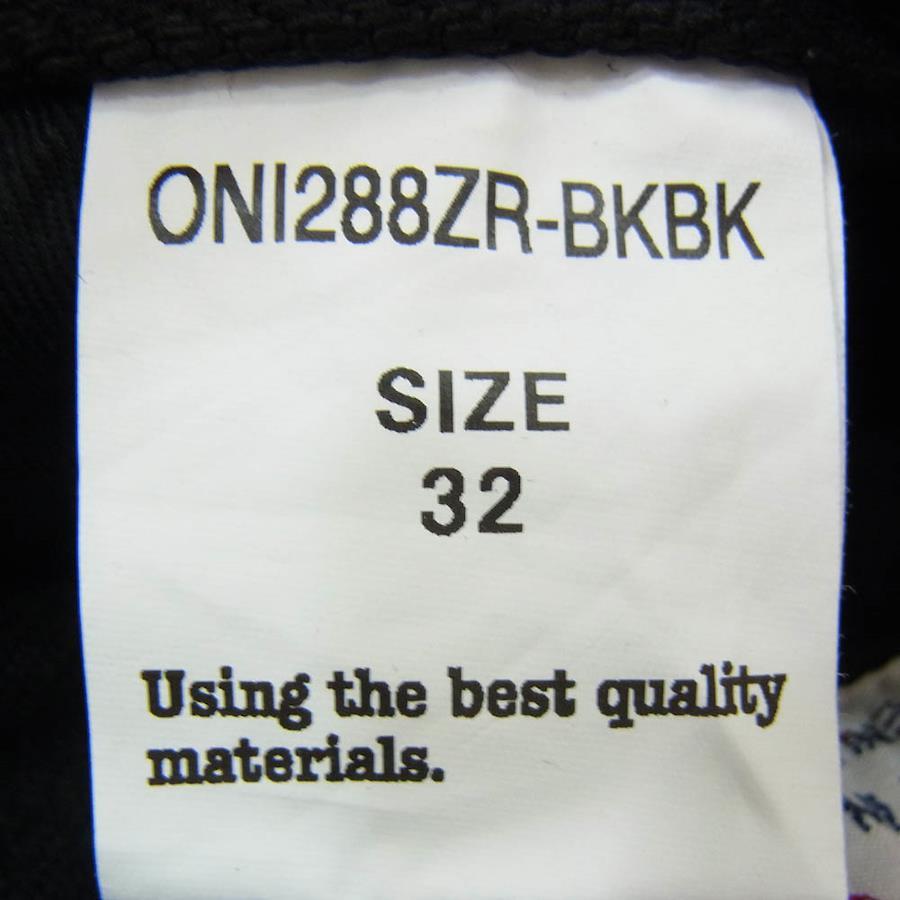 ONI288ZR-BKBK
SIZE
32
Using the best quality
materials.